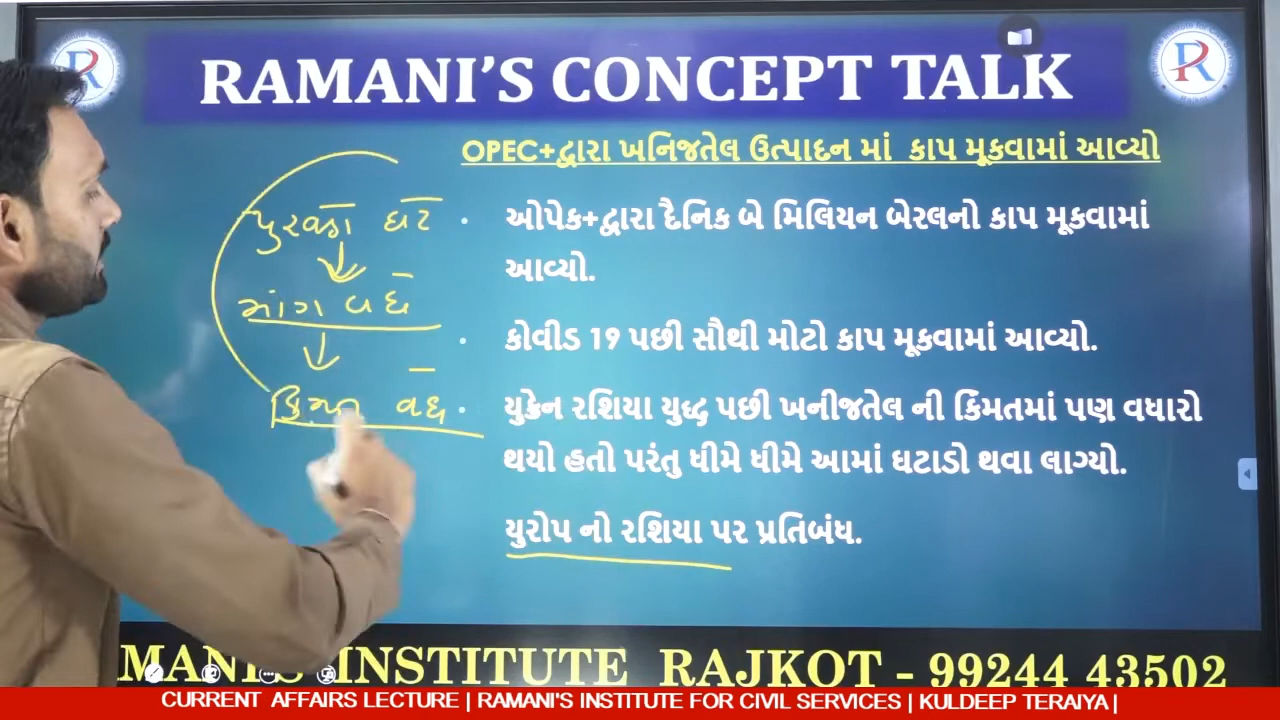 RAMANI'S CONCEPT TALK
OPEC+દ્વારા ખનિજતેલ ઉત્પાદન માં કાપ મૂકવામાં આવ્યો
પુરવઠા ઘટે
માંગ વધે
કિંમત વધે
• ઓપેક+દ્વારા દૈનિક બે મિલિયન બેરલનો કાપ મૂકવામાં
આવ્યો.
• કોવીડ 19 પછી સૌથી મોટો કાપ મૂકવામાં આવ્યો.
• યુક્રેન રશિયા યુદ્ધ પછી ખનીજતેલ ની કિંમતમાં પણ વધારો
થયો હતો પરંતુ ધીમે ધીમે આમાં ઘટાડો થવા લાગ્યો.
યુરોપ નો રશિયા પર પ્રતિબંધ.
INSTITUTE RAJKOT - 99244 43502
CURRENT AFFAIRS LECTURE | RAMANI'S INSTITUTE FOR CIVIL SERVICES | KULDEEP TERAIYA |